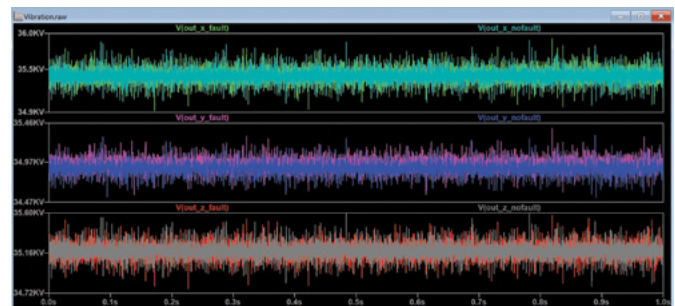 Vibration.raw
V(out_x_fault) V(out_x_nofault)
36.0KV
35.5KV
34.9KV
V(out_y_fault) V(out_y_nofault)
35.46KV
34.97KV
34.47KV
V(out_z_fault) V(out_z_nofault)
35.60KV
35.16KV
34.72KV
0.0s 0.1s 0.2s 0.3s 0.4s 0.5s 0.6s 0.7s 0.8s 0.9s 1.0s